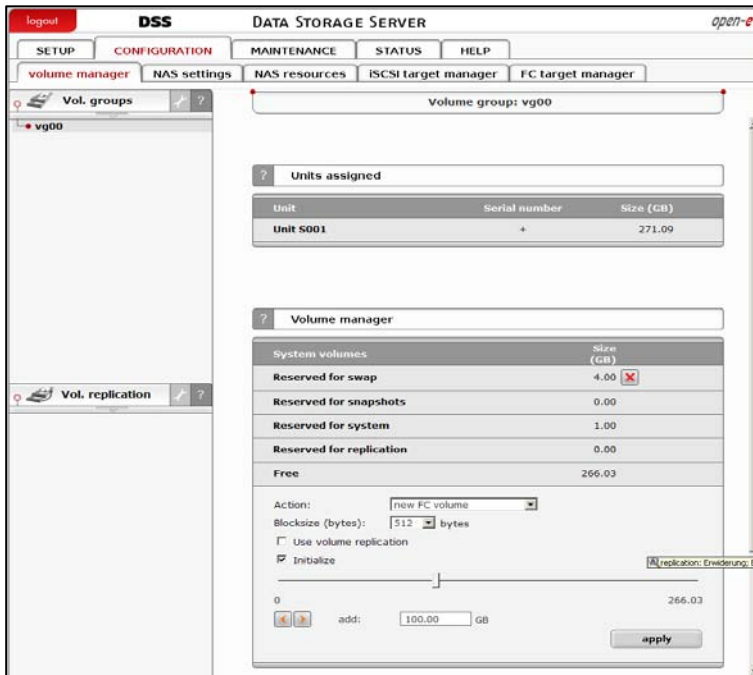 logout DSS DATA STORAGE SERVER open-e
SETUP CONFIGURATION MAINTENANCE STATUS HELP
volume manager NAS settings NAS resources iSCSI target manager FC target manager
Vol. groups ?
vg00
Volume group: vg00
? Units assigned
Unit Serial number Size (GB)
Unit S001 + 271.09
? Volume manager
System volumes Size (GB)
Reserved for swap 4.00
Reserved for snapshots 0.00
Reserved for system 1.00
Reserved for replication 0.00
Free 266.03
Vol. replication ?
Action: new FC volume
Blocksize (bytes): 512 bytes
Use volume replication
Initialize
replication: Erwiderung;
0 266.03
add: 100.00 GB
apply